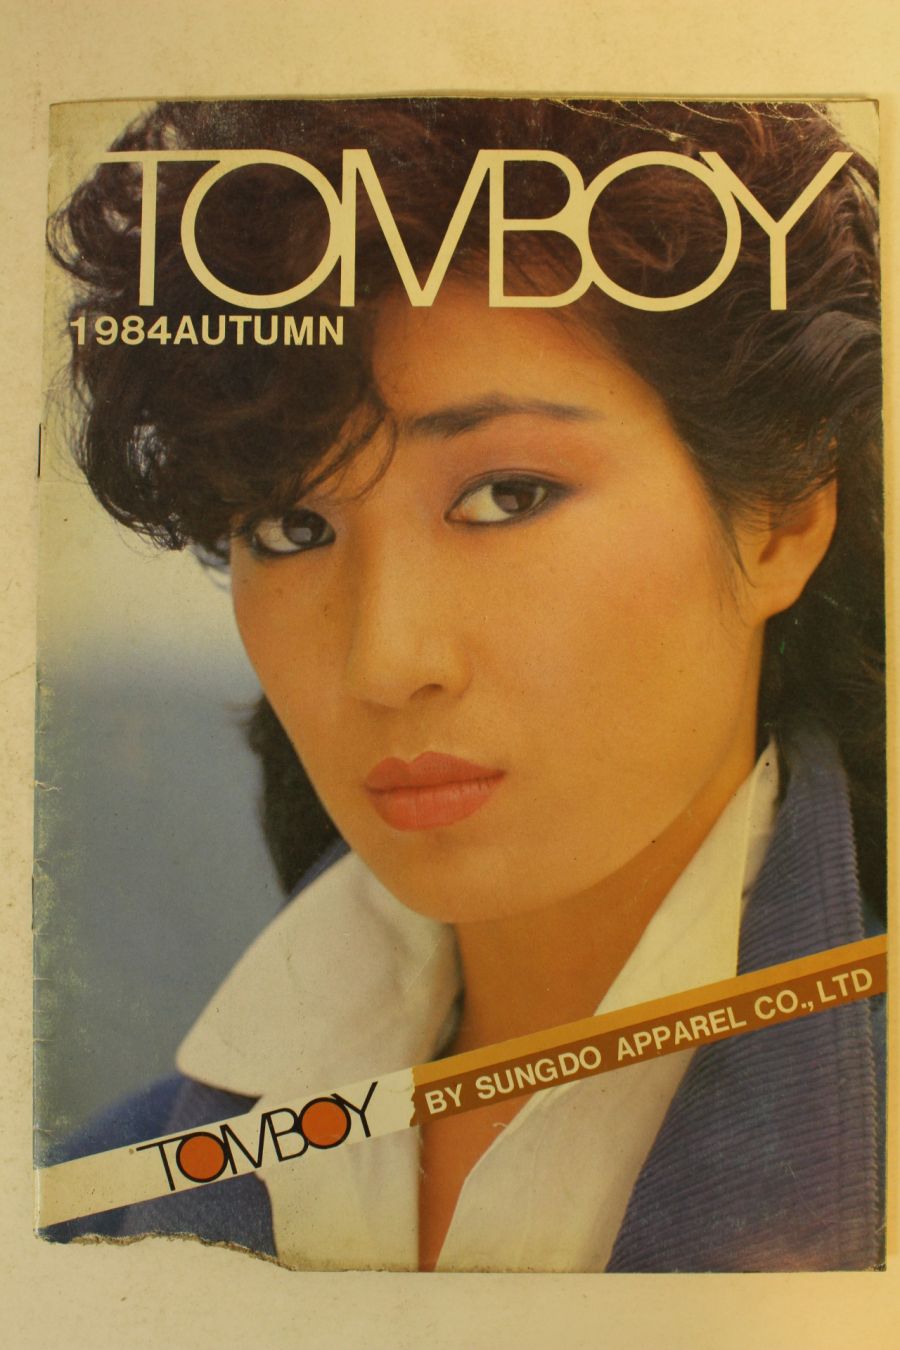 TOMBOY
1984AUTUMN
TOMBOY BY SUNGDO APPAREL CO., LTD